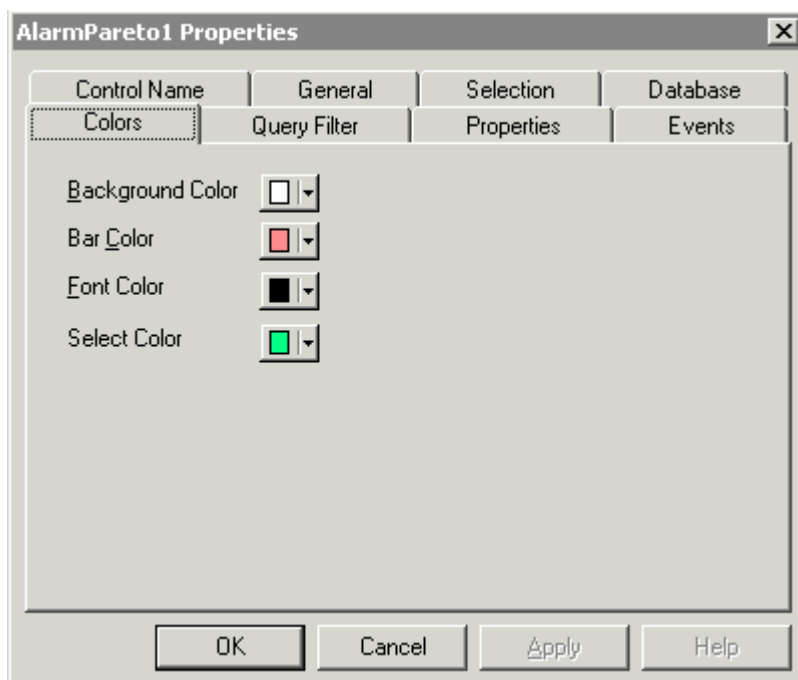 AlarmPareto1 Properties
Control Name General Selection Database
Colors Query Filter Properties Events
Background Color
Bar Color
Font Color
Select Color
OK Cancel Apply Help